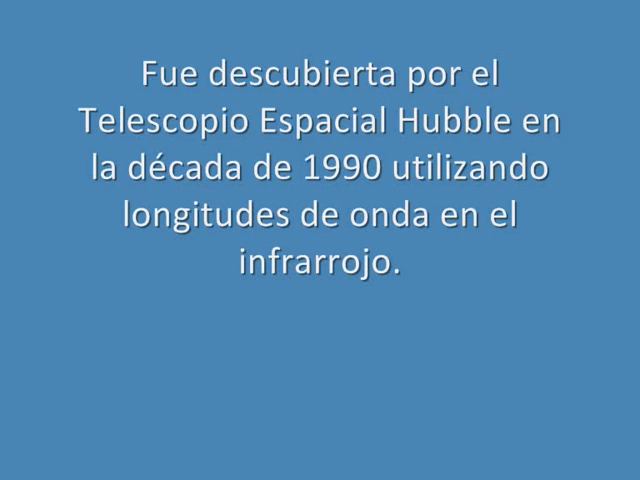 Fue descubierta por el
Telescopio Espacial Hubble en
la década de 1990 utilizando
longitudes de onda en el
infrarrojo.